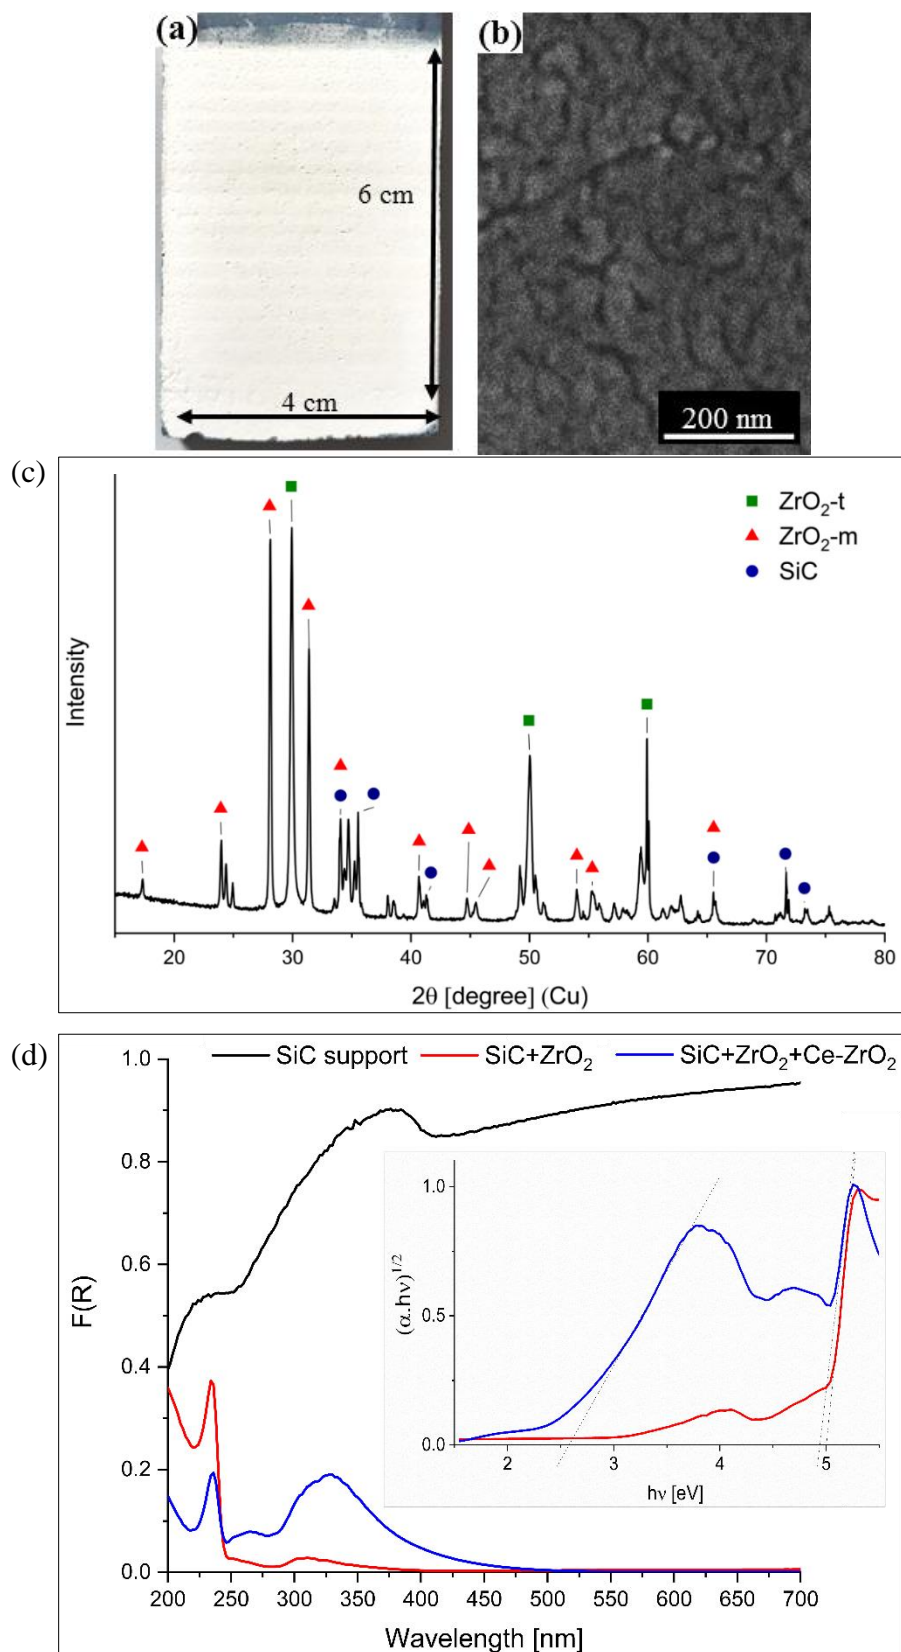 (a)
(b)
6 cm
4 cm
200 nm
(c)
ZrO₂-t
ZrO₂-m
SiC
Intensity
20 30 40 50 60 70 80
2θ [degree] (Cu)
(d)
SiC support SiC+ZrO₂ SiC+ZrO₂+Ce-ZrO₂
1.0
0.8
0.6
0.4
0.2
0.0
F(R)
1.0
0.5
0.0
(α.hν)^1/2
2 3 4 5
hν [eV]
200 250 300 350 400 450 500 550 600 650 700
Wavelength [nm]